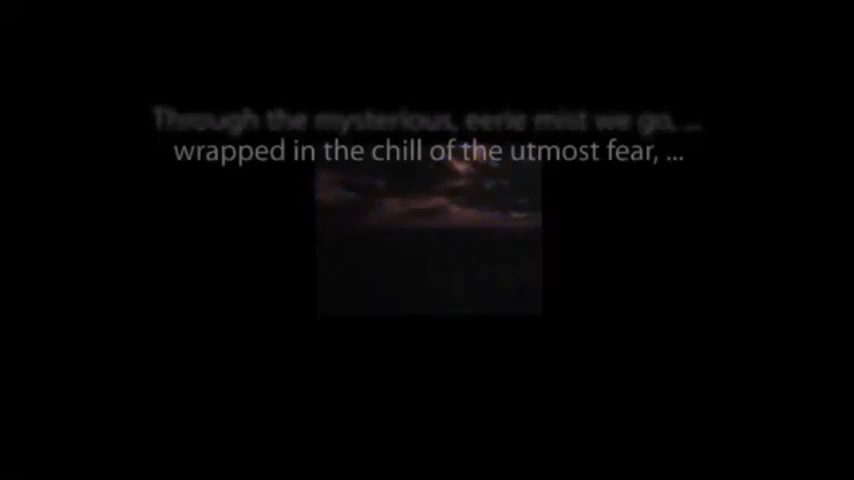 Through the mysterious, eerie mist we go, ...
wrapped in the chill of the utmost fear, ...